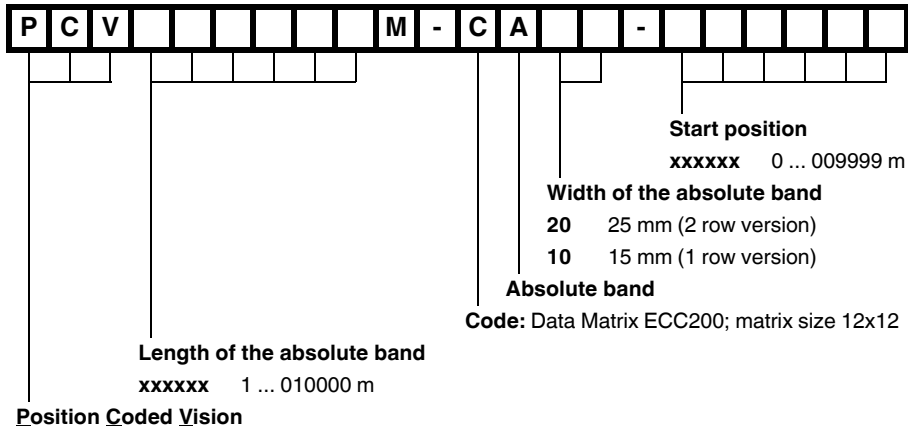 PCV M-CA -
Start position
xxxxxx 0 ... 009999 m
Width of the absolute band
20 25 mm (2 row version)
10 15 mm (1 row version)
Absolute band
Code: Data Matrix ECC200; matrix size 12x12
Length of the absolute band
xxxxxx 1 ... 010000 m
Position Coded Vision